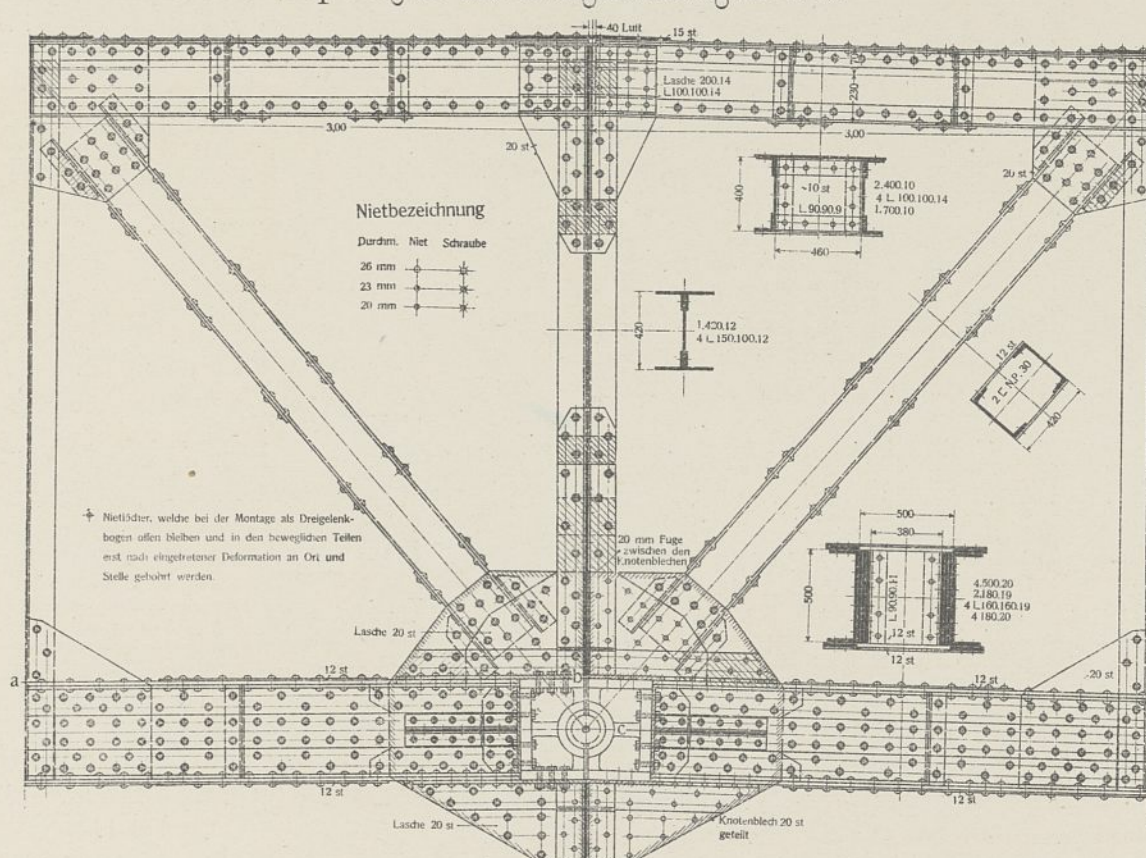 40 Luft
15 st
Lasche 200.14
L 100.100.14
230
3,00
3,00
20 st
20 st
Nietbezeichnung
Durchm. Niet Schraube
26 mm
23 mm
20 mm
400
~10 st
L 90.90.9
460
2.400.10
4 L 100.100.14
1.700.10
420
1.420.12
4 L 150.100.12
12 st
2 [ N.P. 30
420
Nietlöcher, welche bei der Montage als Dreigelenk-
bogen offen bleiben und in den beweglichen Teilen
erst nach eingetretener Deformation an Ort und
Stelle gebohrt werden.
20 mm Fuge
zwischen den
Knotenblechen
500
380
500
L 90.90.11
12 st
12 st
4.500.20
2.180.19
4 L 160.160.19
4 180.20
Lasche 20 st
a
12 st
b
C
12 st
20 st
12 st
12 st
Lasche 20 st
Knotenblech 20 st
geteilt